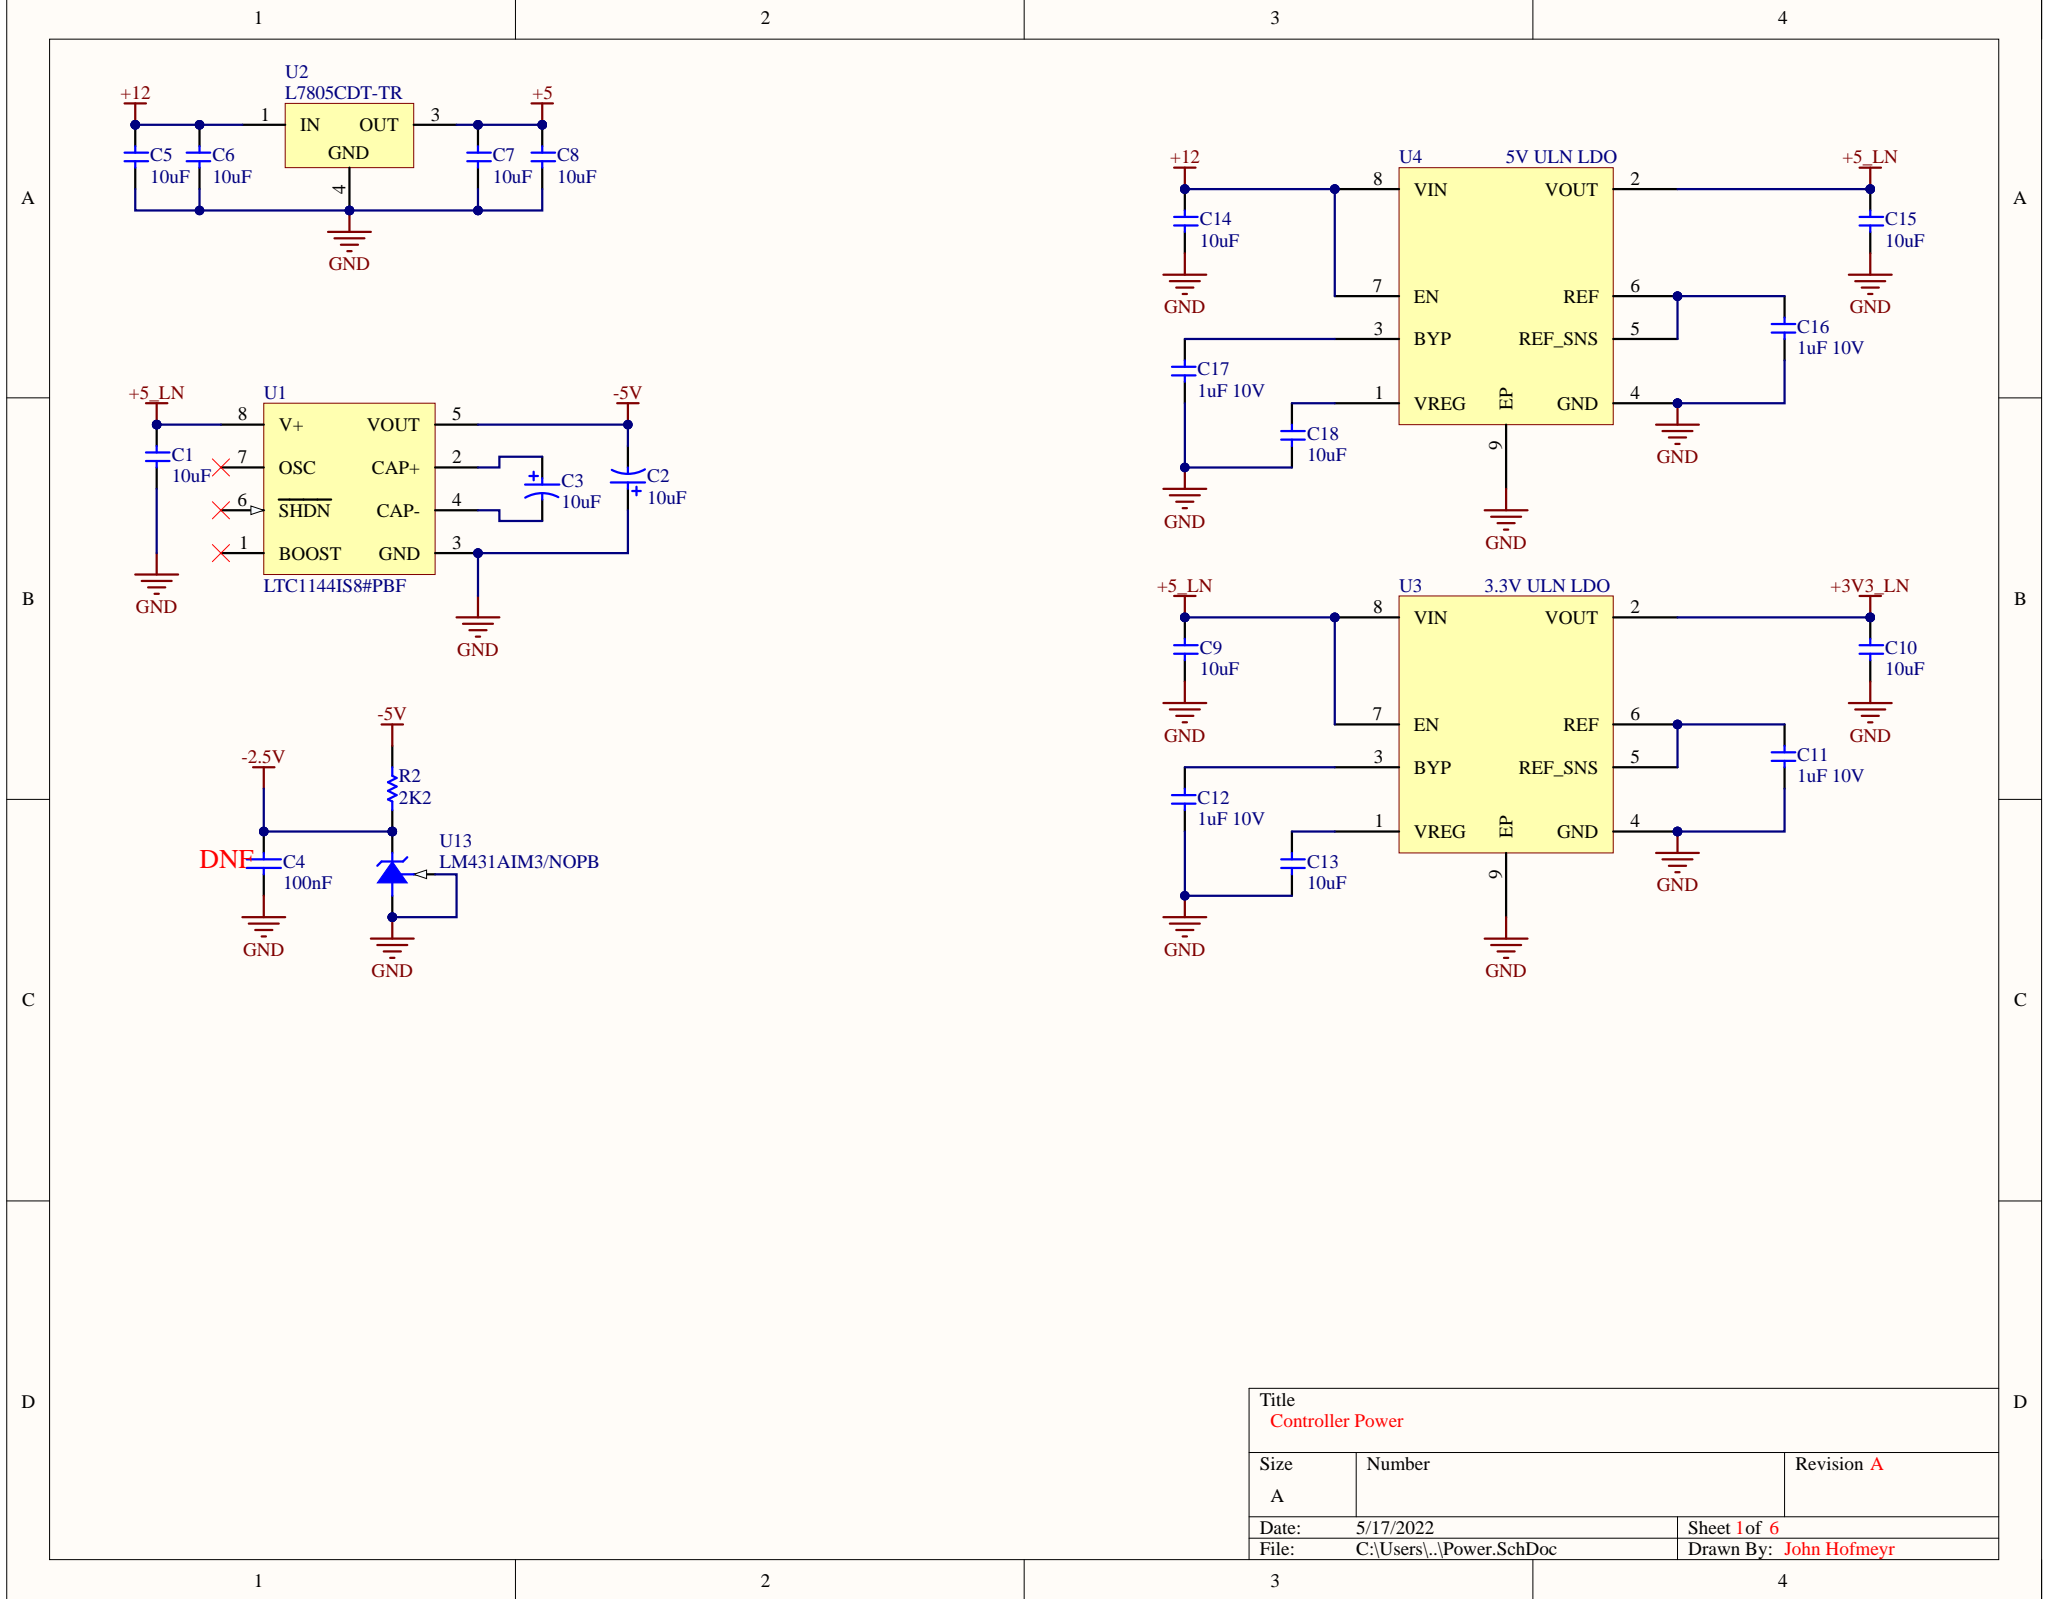 1
2
3
4
A
A
B
B
C
C
D
D
1
2
3
4
U2
L7805CDT-TR
+12
+5
1
IN
OUT
3
GND
4
C5
10uF
C6
10uF
C7
10uF
C8
10uF
GND
+5_LN
U1
-5V
8
V+
VOUT
5
7
OSC
CAP+
2
6
SHDN
CAP-
4
1
BOOST
GND
3
LTC1144IS8#PBF
C1
10uF
C3
10uF
C2
10uF
GND
GND
-5V
-2.5V
R2
2K2
U13
LM431AIM3/NOPB
DNF
C4
100nF
GND
GND
+12
U4
5V ULN LDO
+5_LN
8
VIN
VOUT
2
C14
10uF
C15
10uF
GND
GND
7
EN
REF
6
3
BYP
REF_SNS
5
C16
1uF 10V
C17
1uF 10V
1
VREG
EP
GND
4
C18
10uF
9
GND
GND
GND
+5_LN
U3
3.3V ULN LDO
+3V3_LN
8
VIN
VOUT
2
C9
10uF
C10
10uF
GND
GND
7
EN
REF
6
3
BYP
REF_SNS
5
C11
1uF 10V
C12
1uF 10V
1
VREG
EP
GND
4
C13
10uF
9
GND
GND
GND
Title
Controller Power
Size
A
Number
Revision A
Date: 5/17/2022
Sheet 1of 6
File: C:\Users\..\Power.SchDoc
Drawn By: John Hofmeyr